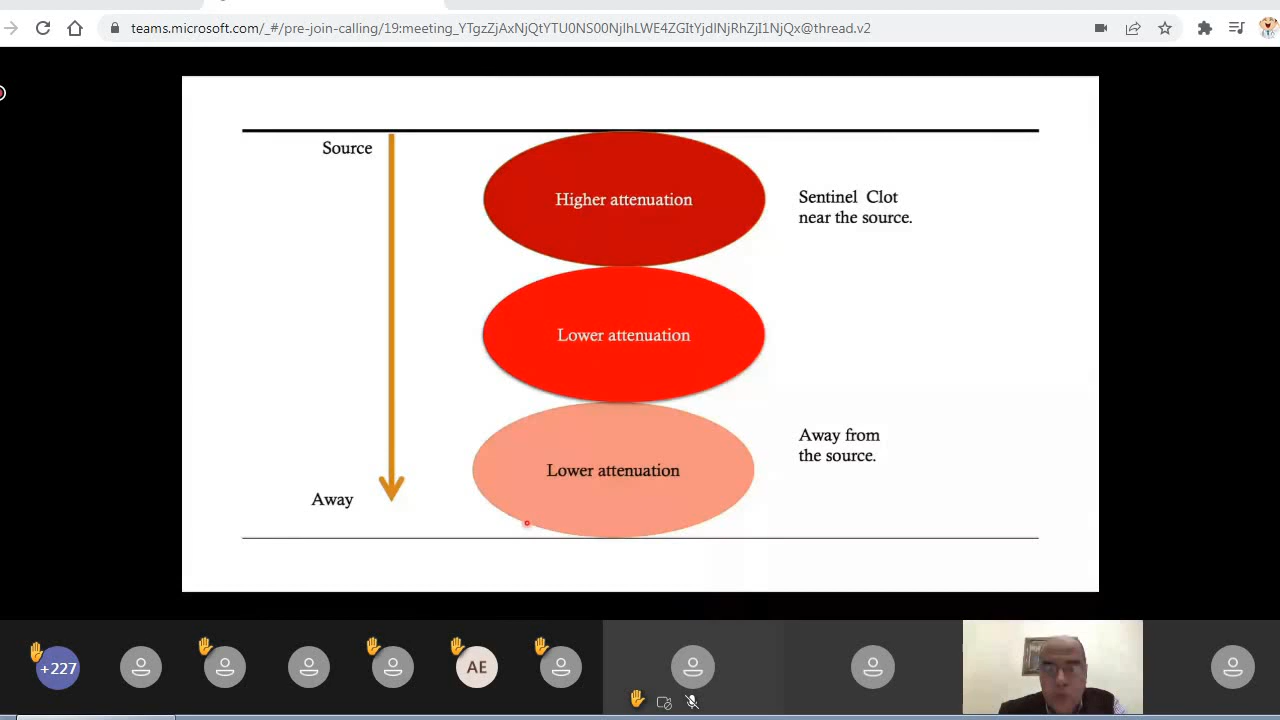 teams.microsoft.com/_#/pre-join-calling/19:meeting_YTgzZjAxNjQtYTU0NS00NjlhLWE4ZGItYjdlNjRhZjI1NjQx@thread.v2
Source
Higher attenuation
Sentinel Clot
near the source.
Lower attenuation
Away from
the source.
Lower attenuation
Away
+227
AE